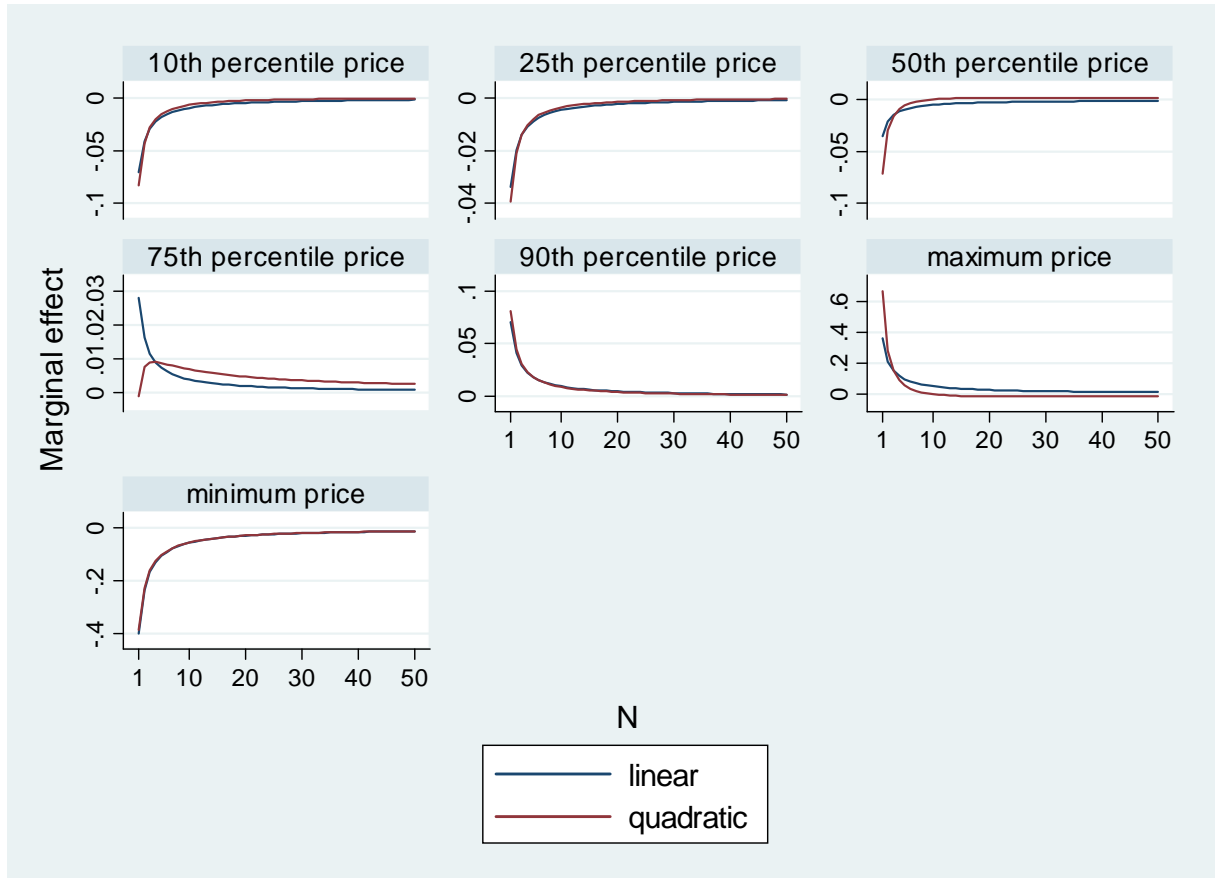 10th percentile price
25th percentile price
50th percentile price
0
-.05
-.1
0
-.02
-.04
0
-.05
-.1
75th percentile price
90th percentile price
maximum price
0 .01.02.03
0 .05 .1
0 .2 .4 .6
1 10 20 30 40 50
1 10 20 30 40 50
minimum price
0
-.2
-.4
1 10 20 30 40 50
Marginal effect
N
linear
quadratic